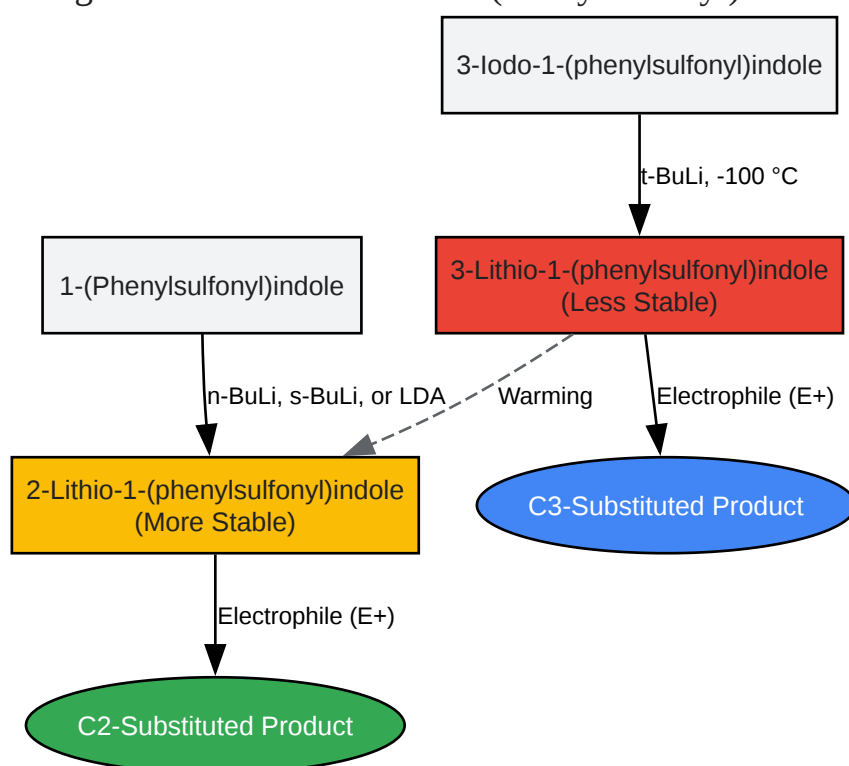 3-Iodo-1-(phenylsulfonyl)indole
t-BuLi, -100 °C
1-(Phenylsulfonyl)indole
3-Lithio-1-(phenylsulfonyl)indole
(Less Stable)
n-BuLi, s-BuLi, or LDA
Warming
Electrophile (E+)
2-Lithio-1-(phenylsulfonyl)indole
(More Stable)
C3-Substituted Product
Electrophile (E+)
C2-Substituted Product